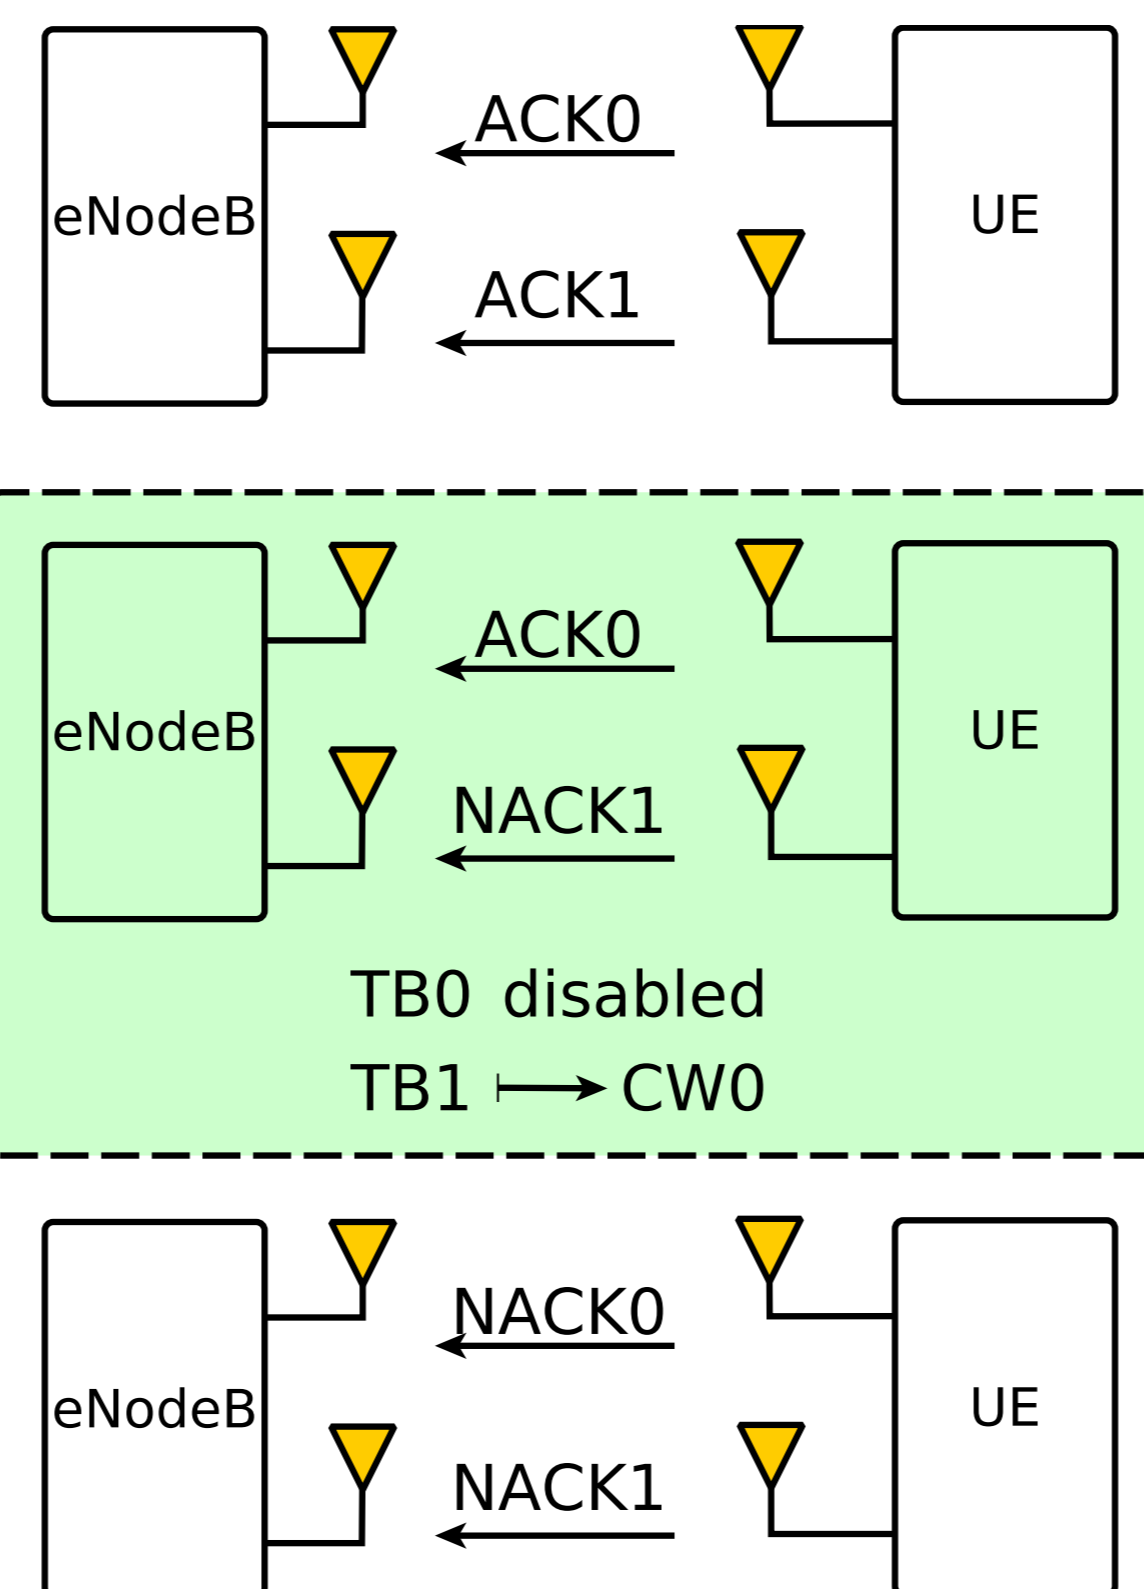 ACK0
eNodeB
UE
ACK1
ACK0
eNodeB
UE
NACK1
TB0 disabled
TB1 ↦ CW0
NACK0
eNodeB
UE
NACK1